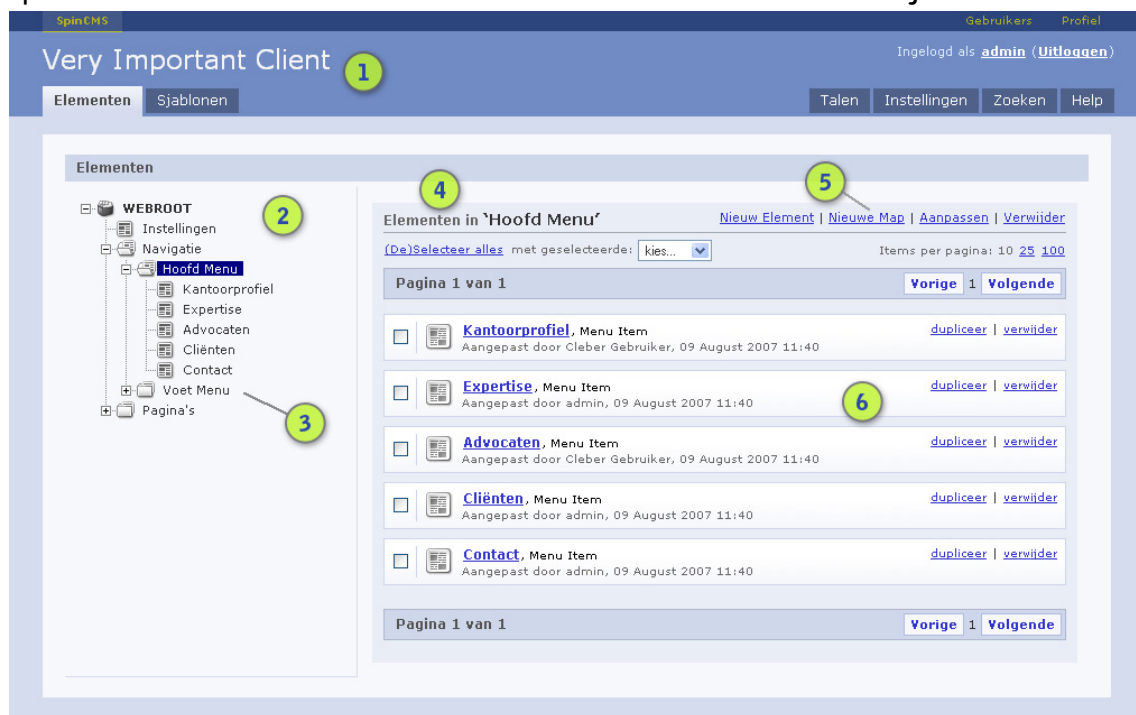 SpinCMS Gebruikers Profiel
Very Important Client
Ingelogd als admin (Uitloggen)
1
Elementen Sjablonen Talen Instellingen Zoeken Help
Elementen
2
WEBROOT
Instellingen
Navigatie
Hoofd Menu
Kantoorprofiel
Expertise
Advocaten
Cliënten
Contact
Voet Menu
Pagina's
3
4
5
Elementen in 'Hoofd Menu' Nieuw Element | Nieuwe Map | Aanpassen | Verwijder
(De)Selecteer alles met geselecteerde: kies... Items per pagina: 10 25 100
Pagina 1 van 1 Vorige 1 Volgende
Kantoorprofiel, Menu Item dupliceer | verwijder
Aangepast door Cleber Gebruiker, 09 August 2007 11:40
Expertise, Menu Item dupliceer | verwijder
Aangepast door admin, 09 August 2007 11:40
6
Advocaten, Menu Item dupliceer | verwijder
Aangepast door Cleber Gebruiker, 09 August 2007 11:40
Cliënten, Menu Item dupliceer | verwijder
Aangepast door admin, 09 August 2007 11:40
Contact, Menu Item dupliceer | verwijder
Aangepast door admin, 09 August 2007 11:40
Pagina 1 van 1 Vorige 1 Volgende